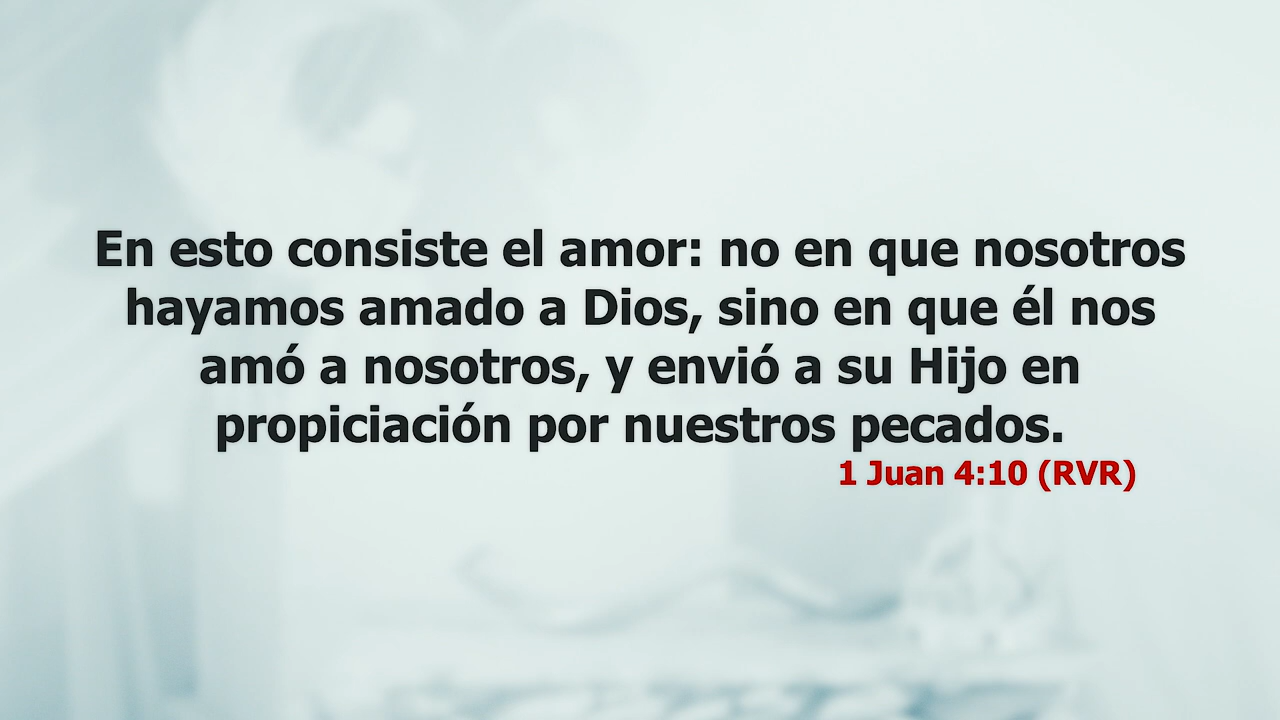 En esto consiste el amor: no en que nosotros
hayamos amado a Dios, sino en que él nos
amó a nosotros, y envió a su Hijo en
propiciación por nuestros pecados.
1 Juan 4:10 (RVR)